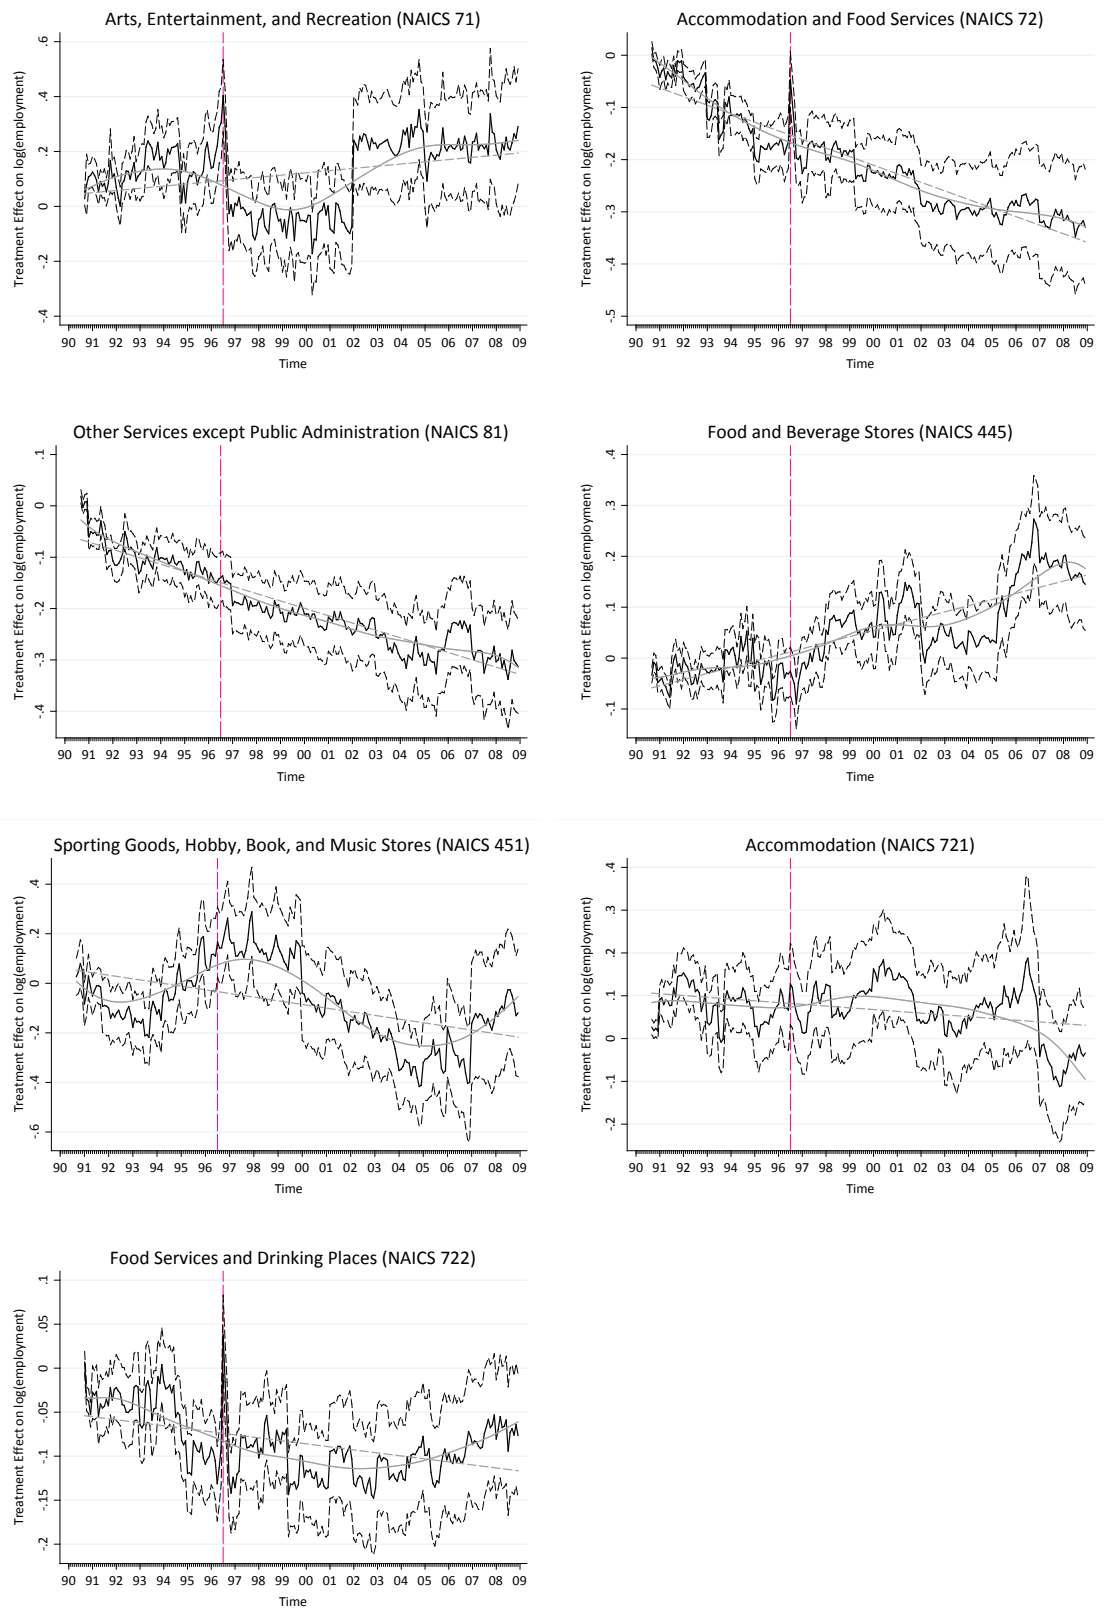 Arts, Entertainment, and Recreation (NAICS 71)
Treatment Effect on log(employment)
.6
.4
.2
0
-.2
-.4
90 91 92 93 94 95 96 97 98 99 00 01 02 03 04 05 06 07 08 09
Time
Accommodation and Food Services (NAICS 72)
Treatment Effect on log(employment)
0
-.1
-.2
-.3
-.4
-.5
90 91 92 93 94 95 96 97 98 99 00 01 02 03 04 05 06 07 08 09
Time
Other Services except Public Administration (NAICS 81)
Treatment Effect on log(employment)
.1
0
-.1
-.2
-.3
-.4
90 91 92 93 94 95 96 97 98 99 00 01 02 03 04 05 06 07 08 09
Time
Food and Beverage Stores (NAICS 445)
Treatment Effect on log(employment)
.4
.3
.2
.1
0
-.1
90 91 92 93 94 95 96 97 98 99 00 01 02 03 04 05 06 07 08 09
Time
Sporting Goods, Hobby, Book, and Music Stores (NAICS 451)
Treatment Effect on log(employment)
.4
.2
0
-.2
-.4
-.6
90 91 92 93 94 95 96 97 98 99 00 01 02 03 04 05 06 07 08 09
Time
Accommodation (NAICS 721)
Treatment Effect on log(employment)
.4
.3
.2
.1
0
-.1
-.2
90 91 92 93 94 95 96 97 98 99 00 01 02 03 04 05 06 07 08 09
Time
Food Services and Drinking Places (NAICS 722)
Treatment Effect on log(employment)
.1
.05
0
-.05
-.1
-.15
-.2
90 91 92 93 94 95 96 97 98 99 00 01 02 03 04 05 06 07 08 09
Time